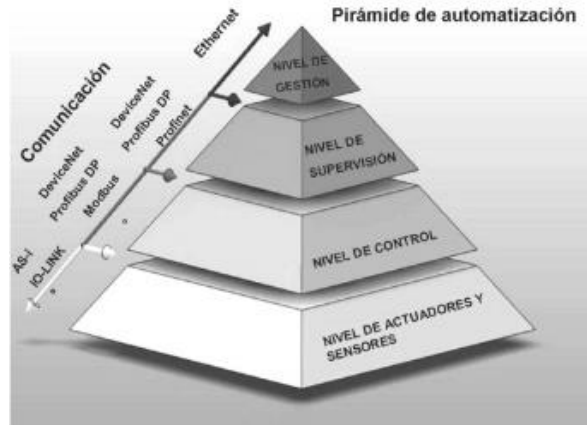 Pirámide de automatización
Comunicación
Ethernet
DeviceNet
Profibus DP
Profinet
DeviceNet
Profibus DP
Modbus
AS-i
IO-LINK
NIVEL DE
GESTIÓN
NIVEL DE
SUPERVISIÓN
NIVEL DE CONTROL
NIVEL DE ACTUADORES Y
SENSORES